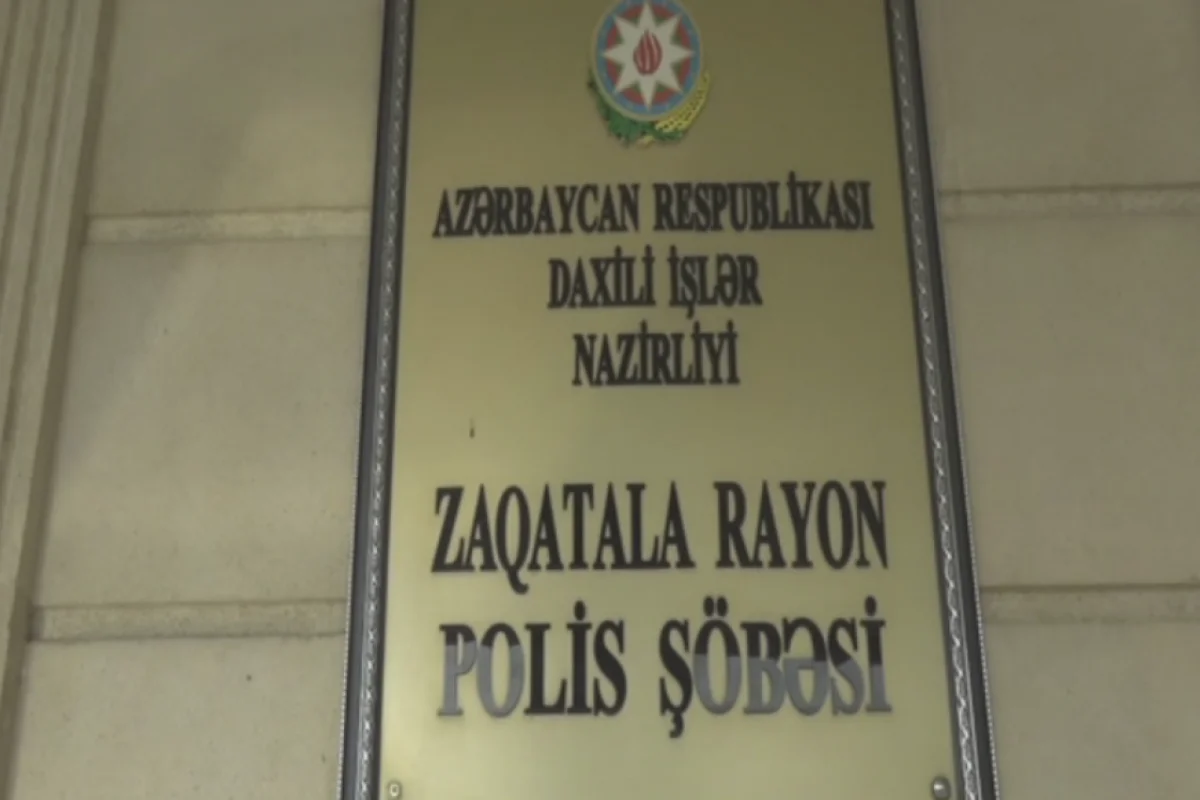 AZƏRBAYCAN RESPUBLİKASI
DAXİLİ İŞLƏR
NAZİRLİYİ
ZAQATALA RAYON
POLİS ŞÖBƏSİ